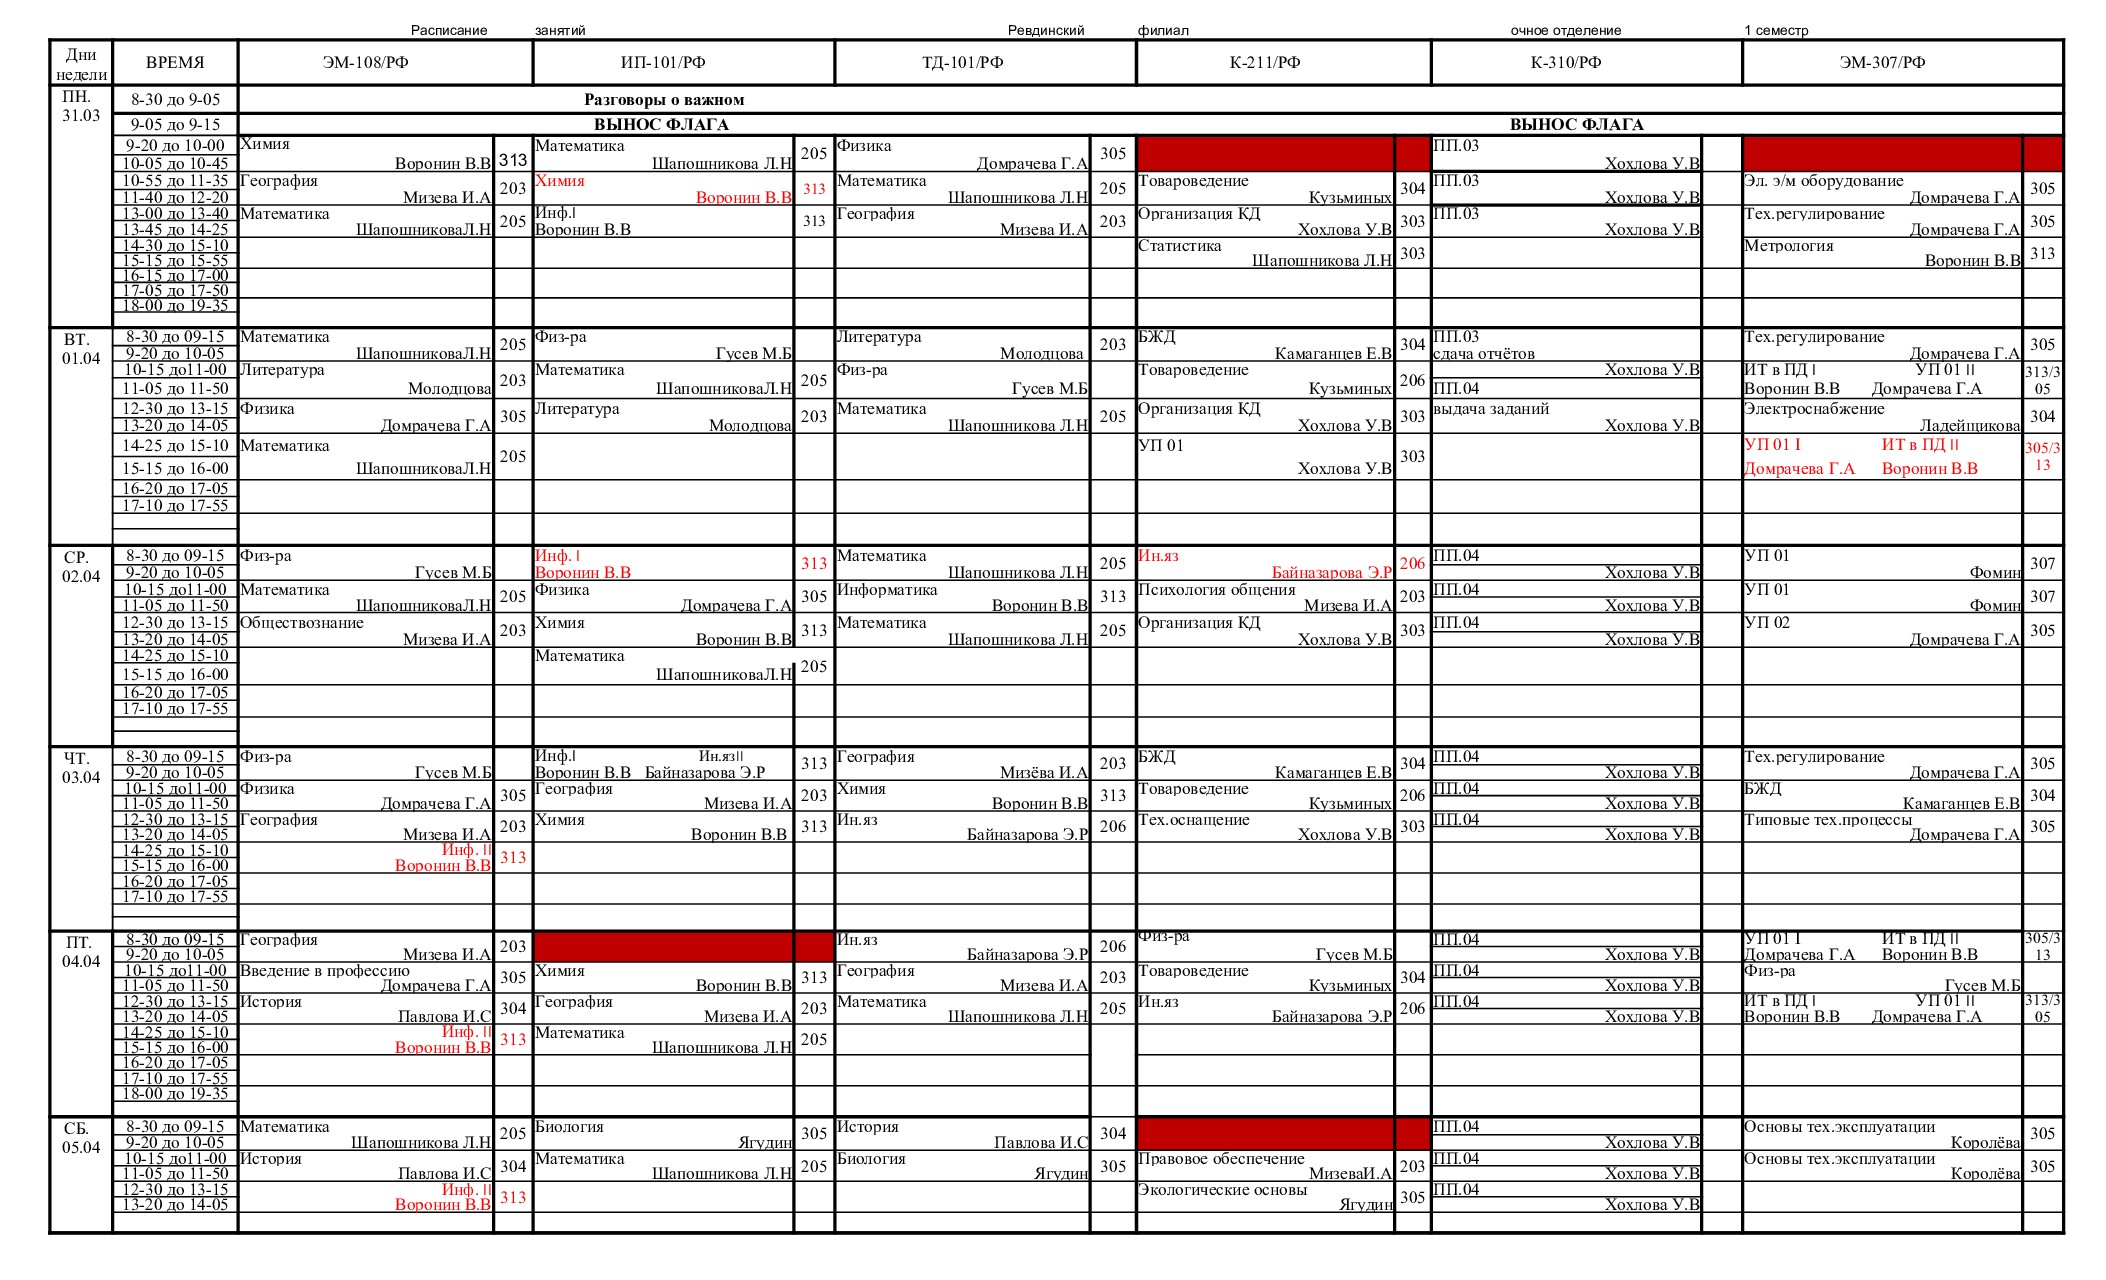 Расписание занятий Ревдинский филиал очное отделение 1 семестр
Дни недели ВРЕМЯ ЭМ-108/РФ ИП-101/РФ ТД-101/РФ К-211/РФ К-310/РФ ЭМ-307/РФ
ПН. 31.03
8-30 до 9-05 Разговоры о важном
9-05 до 9-15 ВЫНОС ФЛАГА ВЫНОС ФЛАГА
9-20 до 10-00 Химия Математика Физика ПП.03
10-05 до 10-45 Воронин В.В 313 Шапошникова Л.Н 205 Домрачева Г.А 305 Хохлова У.В
10-55 до 11-35 География Химия Математика Товароведение ПП.03 Эл. э/м оборудование
11-40 до 12-20 Мизева И.А 203 Воронин В.В 313 Шапошникова Л.Н 205 Кузьминых 304 Хохлова У.В Домрачева Г.А 305
13-00 до 13-40 Математика Инф.I География Организация КД ПП.03 Тех.регулирование
13-45 до 14-25 ШапошниковаЛ.Н 205 Воронин В.В 313 Мизева И.А 203 Хохлова У.В 303 Хохлова У.В Домрачева Г.А 305
14-30 до 15-10 Статистика Метрология
15-15 до 15-55 Шапошникова Л.Н 303 Воронин В.В 313
16-15 до 17-00
17-05 до 17-50
18-00 до 19-35
ВТ. 01.04
8-30 до 09-15 Математика Физ-ра Литература БЖД ПП.03 Тех.регулирование
9-20 до 10-05 ШапошниковаЛ.Н 205 Гусев М.Б Молодцова 203 Камаганцев Е.В 304 сдача отчётов Домрачева Г.А 305
10-15 до11-00 Литература Математика Физ-ра Товароведение Хохлова У.В ИТ в ПД I УП 01 II 313/3
11-05 до 11-50 Молодцова 203 ШапошниковаЛ.Н 205 Гусев М.Б Кузьминых 206 ПП.04 Воронин В.В Домрачева Г.А 05
12-30 до 13-15 Физика Литература Математика Организация КД выдача заданий Электроснабжение
13-20 до 14-05 Домрачева Г.А 305 Молодцова 203 Шапошникова Л.Н 205 Хохлова У.В 303 Хохлова У.В Ладейщикова 304
14-25 до 15-10 Математика УП 01 УП 01 I ИТ в ПД II 305/3
15-15 до 16-00 ШапошниковаЛ.Н 205 Хохлова У.В 303 Домрачева Г.А Воронин В.В 13
16-20 до 17-05
17-10 до 17-55
СР. 02.04
8-30 до 09-15 Физ-ра Инф. I Математика Ин.яз ПП.04 УП 01
9-20 до 10-05 Гусев М.Б Воронин В.В 313 Шапошникова Л.Н 205 Байназарова Э.Р 206 Хохлова У.В Фомин 307
10-15 до11-00 Математика Физика Информатика Психология общения ПП.04 УП 01
11-05 до 11-50 ШапошниковаЛ.Н 205 Домрачева Г.А 305 Воронин В.В 313 Мизева И.А 203 Хохлова У.В Фомин 307
12-30 до 13-15 Обществознание Химия Математика Организация КД ПП.04 УП 02
13-20 до 14-05 Мизева И.А 203 Воронин В.В 313 Шапошникова Л.Н 205 Хохлова У.В 303 Хохлова У.В Домрачева Г.А 305
14-25 до 15-10 Математика
15-15 до 16-00 ШапошниковаЛ.Н 205
16-20 до 17-05
17-10 до 17-55
ЧТ. 03.04
8-30 до 09-15 Физ-ра Инф.I Ин.язII География БЖД ПП.04 Тех.регулирование
9-20 до 10-05 Гусев М.Б Воронин В.В Байназарова Э.Р 313 Мизёва И.А 203 Камаганцев Е.В 304 Хохлова У.В Домрачева Г.А 305
10-15 до11-00 Физика География Химия Товароведение ПП.04 БЖД
11-05 до 11-50 Домрачева Г.А 305 Мизева И.А 203 Воронин В.В 313 Кузьминых 206 Хохлова У.В Камаганцев Е.В 304
12-30 до 13-15 География Химия Ин.яз Тех.оснащение ПП.04 Типовые тех.процессы
13-20 до 14-05 Мизева И.А 203 Воронин В.В 313 Байназарова Э.Р 206 Хохлова У.В 303 Хохлова У.В Домрачева Г.А 305
14-25 до 15-10 Инф. II
15-15 до 16-00 Воронин В.В 313
16-20 до 17-05
17-10 до 17-55
ПТ. 04.04
8-30 до 09-15 География Ин.яз Физ-ра ПП.04 УП 01 I ИТ в ПД II 305/3
9-20 до 10-05 Мизева И.А 203 Байназарова Э.Р 206 Гусев М.Б Хохлова У.В Домрачева Г.А Воронин В.В 13
10-15 до11-00 Введение в профессию Химия География Товароведение ПП.04 Физ-ра
11-05 до 11-50 Домрачева Г.А 305 Воронин В.В 313 Мизева И.А 203 Кузьминых 304 Хохлова У.В Гусев М.Б
12-30 до 13-15 История География Математика Ин.яз ПП.04 ИТ в ПД I УП 01 II 313/3
13-20 до 14-05 Павлова И.С 304 Мизева И.А 203 Шапошникова Л.Н 205 Байназарова Э.Р 206 Хохлова У.В Воронин В.В Домрачева Г.А 05
14-25 до 15-10 Инф. II Математика
15-15 до 16-00 Воронин В.В 313 Шапошникова Л.Н 205
16-20 до 17-05
17-10 до 17-55
18-00 до 19-35
СБ. 05.04
8-30 до 09-15 Математика Биология История ПП.04 Основы тех.эксплуатации
9-20 до 10-05 Шапошникова Л.Н 205 Ягудин 305 Павлова И.С 304 Хохлова У.В Королёва 305
10-15 до11-00 История Математика Биология Правовое обеспечение ПП.04 Основы тех.эксплуатации
11-05 до 11-50 Павлова И.С 304 Шапошникова Л.Н 205 Ягудин 305 МизеваИ.А 203 Хохлова У.В Королёва 305
12-30 до 13-15 Инф. II Экологические основы ПП.04
13-20 до 14-05 Воронин В.В 313 Ягудин 305 Хохлова У.В